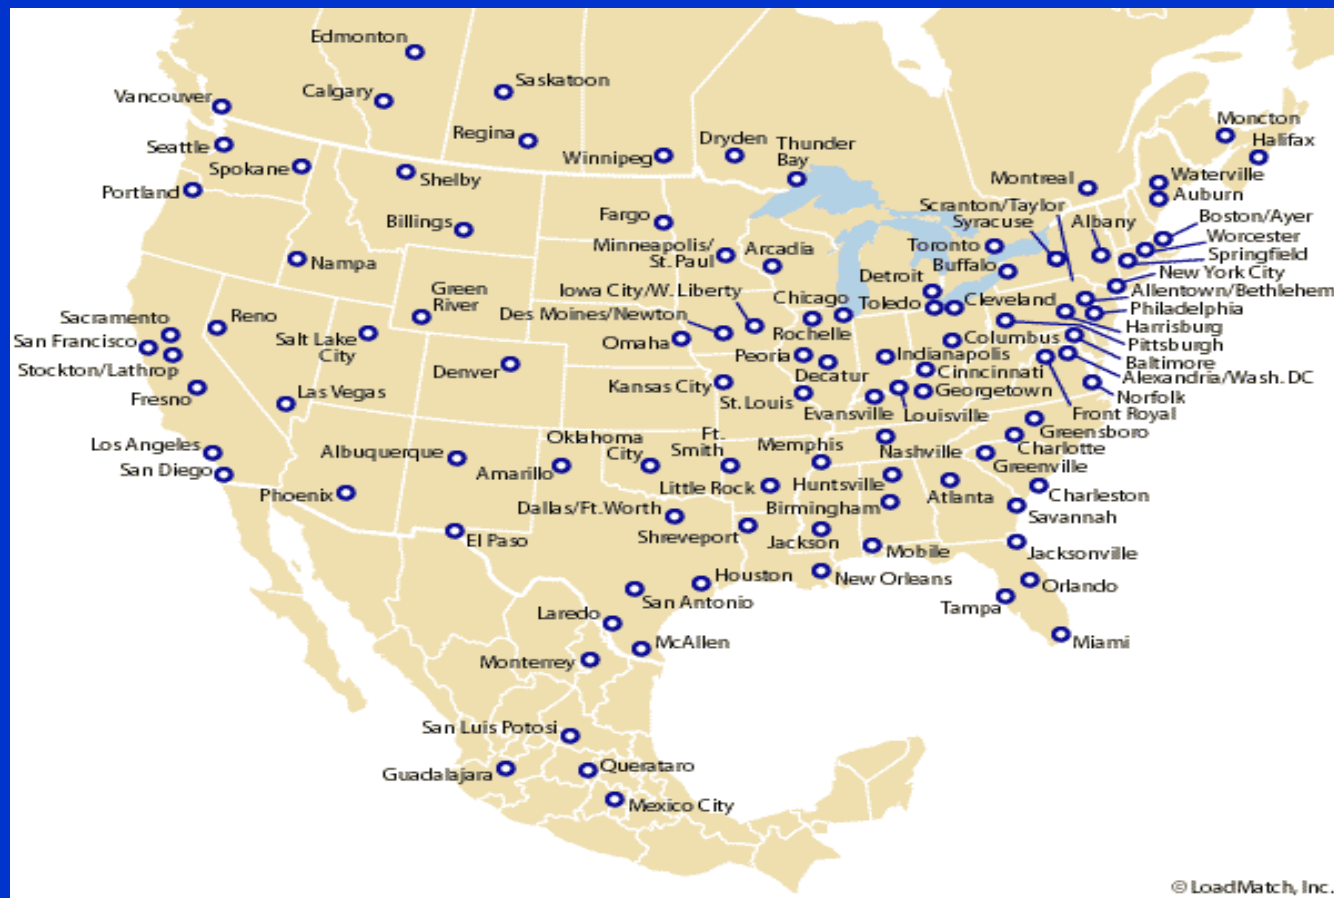 Edmonton
Saskatoon
Calgary
Vancouver
Moncton
Regina
Dryden
Thunder
Bay
Halifax
Seattle
Winnipeg
Spokane
Shelby
Montreal
Waterville
Portland
Auburn
Scranton/Taylor
Billings
Fargo
Syracuse
Albany
Boston/Ayer
Worcester
Minneapolis/
St. Paul
Arcadia
Toronto
Springfield
Nampa
Buffalo
New York City
Detroit
Green
River
Iowa City/W. Liberty
Chicago
Toledo
Cleveland
Allentown/Bethlehem
Philadelphia
Sacramento
Reno
Des Moines/Newton
Rochelle
Harrisburg
San Francisco
Salt Lake
City
Omaha
Columbus
Pittsburgh
Peoria
Indianapolis
Baltimore
Stockton/Lathrop
Denver
Decatur
Cinncinnati
Alexandria/Wash. DC
Kansas City
Las Vegas
Georgetown
Norfolk
Fresno
St. Louis
Evansville
Louisville
Front Royal
Greensboro
Los Angeles
Albuquerque
Oklahoma
City
Ft.
Smith
Memphis
Nashville
Charlotte
San Diego
Amarillo
Greenville
Phoenix
Little Rock
Huntsville
Atlanta
Charleston
Dallas/Ft. Worth
Birmingham
Savannah
El Paso
Shreveport
Jackson
Mobile
Jacksonville
Houston
New Orleans
Orlando
San Antonio
Tampa
Laredo
McAllen
Miami
Monterrey
San Luis Potosi
Guadalajara
Querataro
Mexico City
© LoadMatch, Inc.